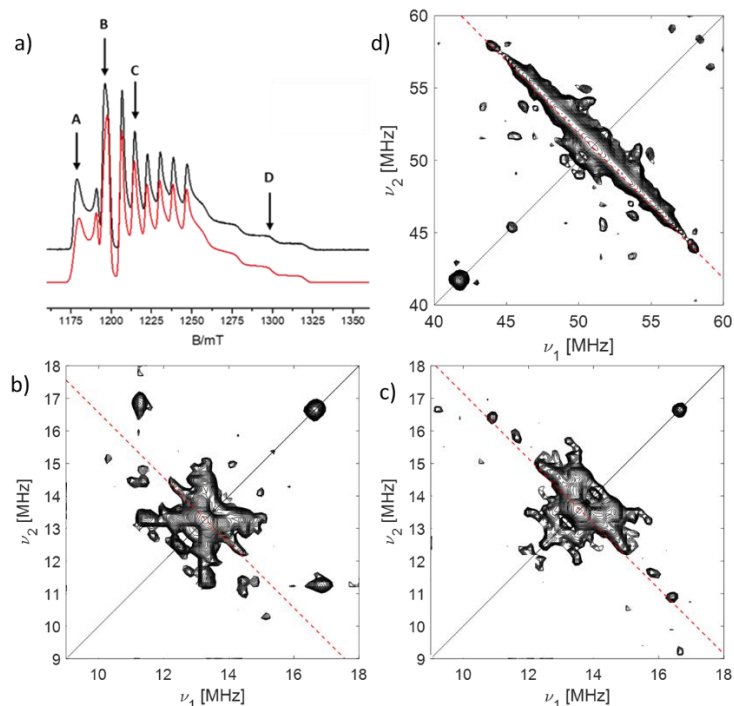 a)
A
B
C
D
1175 1200 1225 1250 1275 1300 1325 1350
B/mT
d)
60
55
50
45
40
ν2 [MHz]
40 45 50 55 60
ν1 [MHz]
b)
18
17
16
15
14
13
12
11
10
9
ν2 [MHz]
10 12 14 16 18
ν1 [MHz]
c)
18
17
16
15
14
13
12
11
10
9
ν2 [MHz]
10 12 14 16 18
ν1 [MHz]